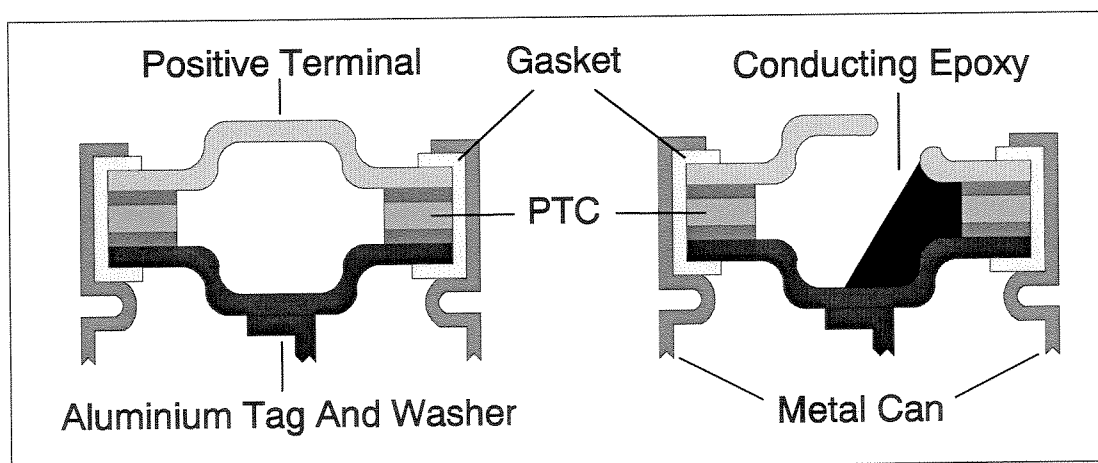 Positive Terminal
Gasket
Conducting Epoxy
PTC
Aluminium Tag And Washer
Metal Can